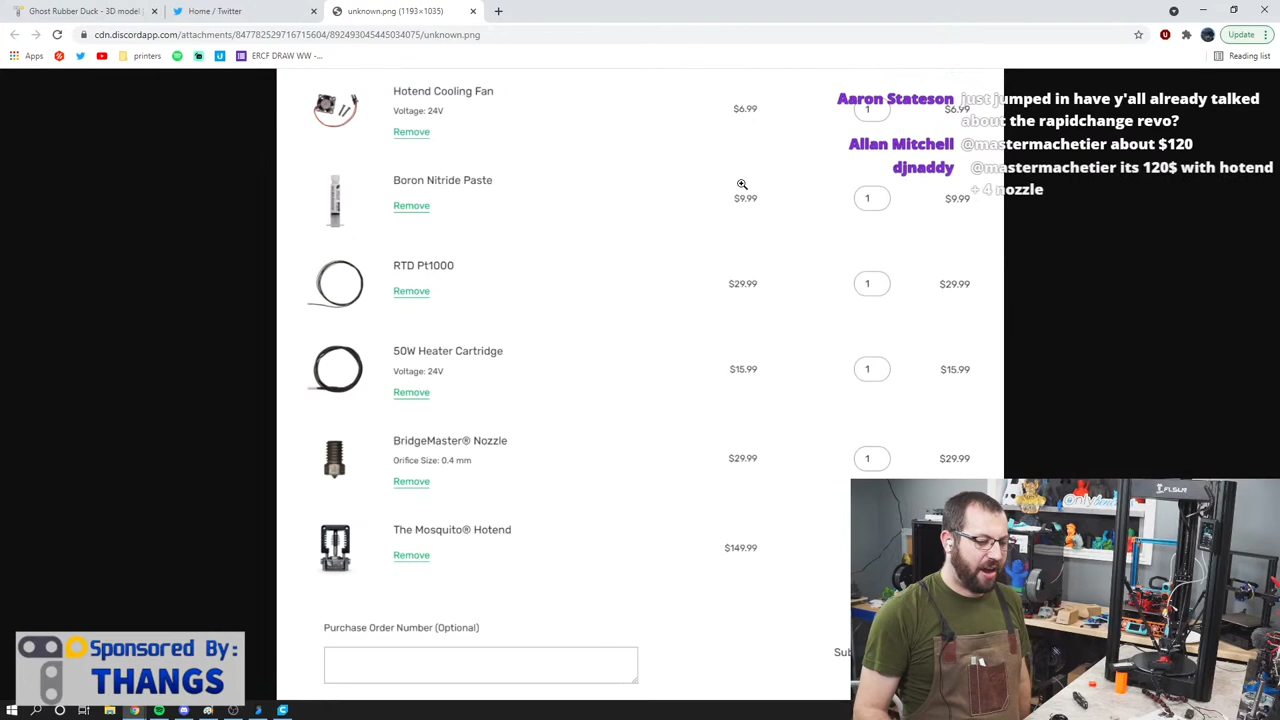 Ghost Rubber Duck - 3D model
Home / Twitter
unknown.png (1193×1035)
cdn.discordapp.com/attachments/847782529716715604/892493045445034075/unknown.png
Update
Apps
printers
ERCF DRAW WW -...
Reading list
Hotend Cooling Fan
Voltage: 24V
Remove
$6.99
1
$6.99
Aaron Stateson just jumped in have y'all already talked
about the rapidchange revo?
Allan Mitchell @mastermachetier about $120
djnaddy @mastermachetier its 120$ with hotend
+ 4 nozzle
Boron Nitride Paste
Remove
$9.99
1
$9.99
RTD Pt1000
Remove
$29.99
1
$29.99
50W Heater Cartridge
Voltage: 24V
Remove
$15.99
1
$15.99
BridgeMaster® Nozzle
Orifice Size: 0.4 mm
Remove
$29.99
1
$29.99
The Mosquito® Hotend
Remove
$149.99
Purchase Order Number (Optional)
Sub
Sponsored By:
THANGS
FLSUN